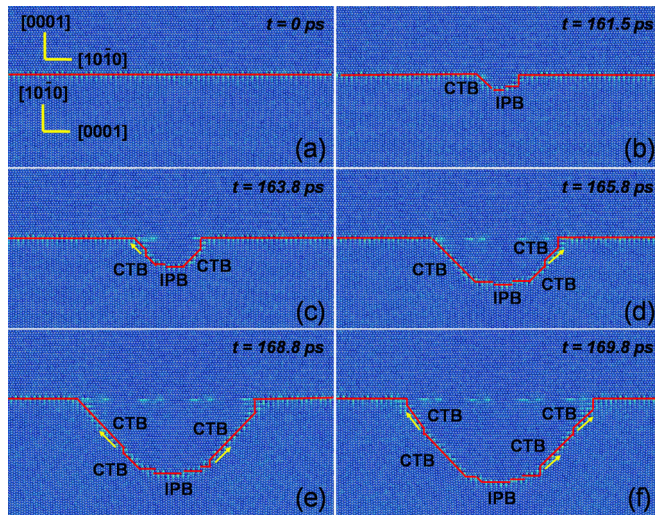 [0001]
t = 0 ps
[101̄0]
[101̄0]
[0001]
(a)
t = 161.5 ps
CTB
IPB
(b)
t = 163.8 ps
CTB
CTB
IPB
(c)
t = 165.8 ps
CTB
CTB
CTB
IPB
(d)
t = 168.8 ps
CTB
CTB
CTB
IPB
(e)
t = 169.8 ps
CTB
CTB
CTB
CTB
IPB
(f)